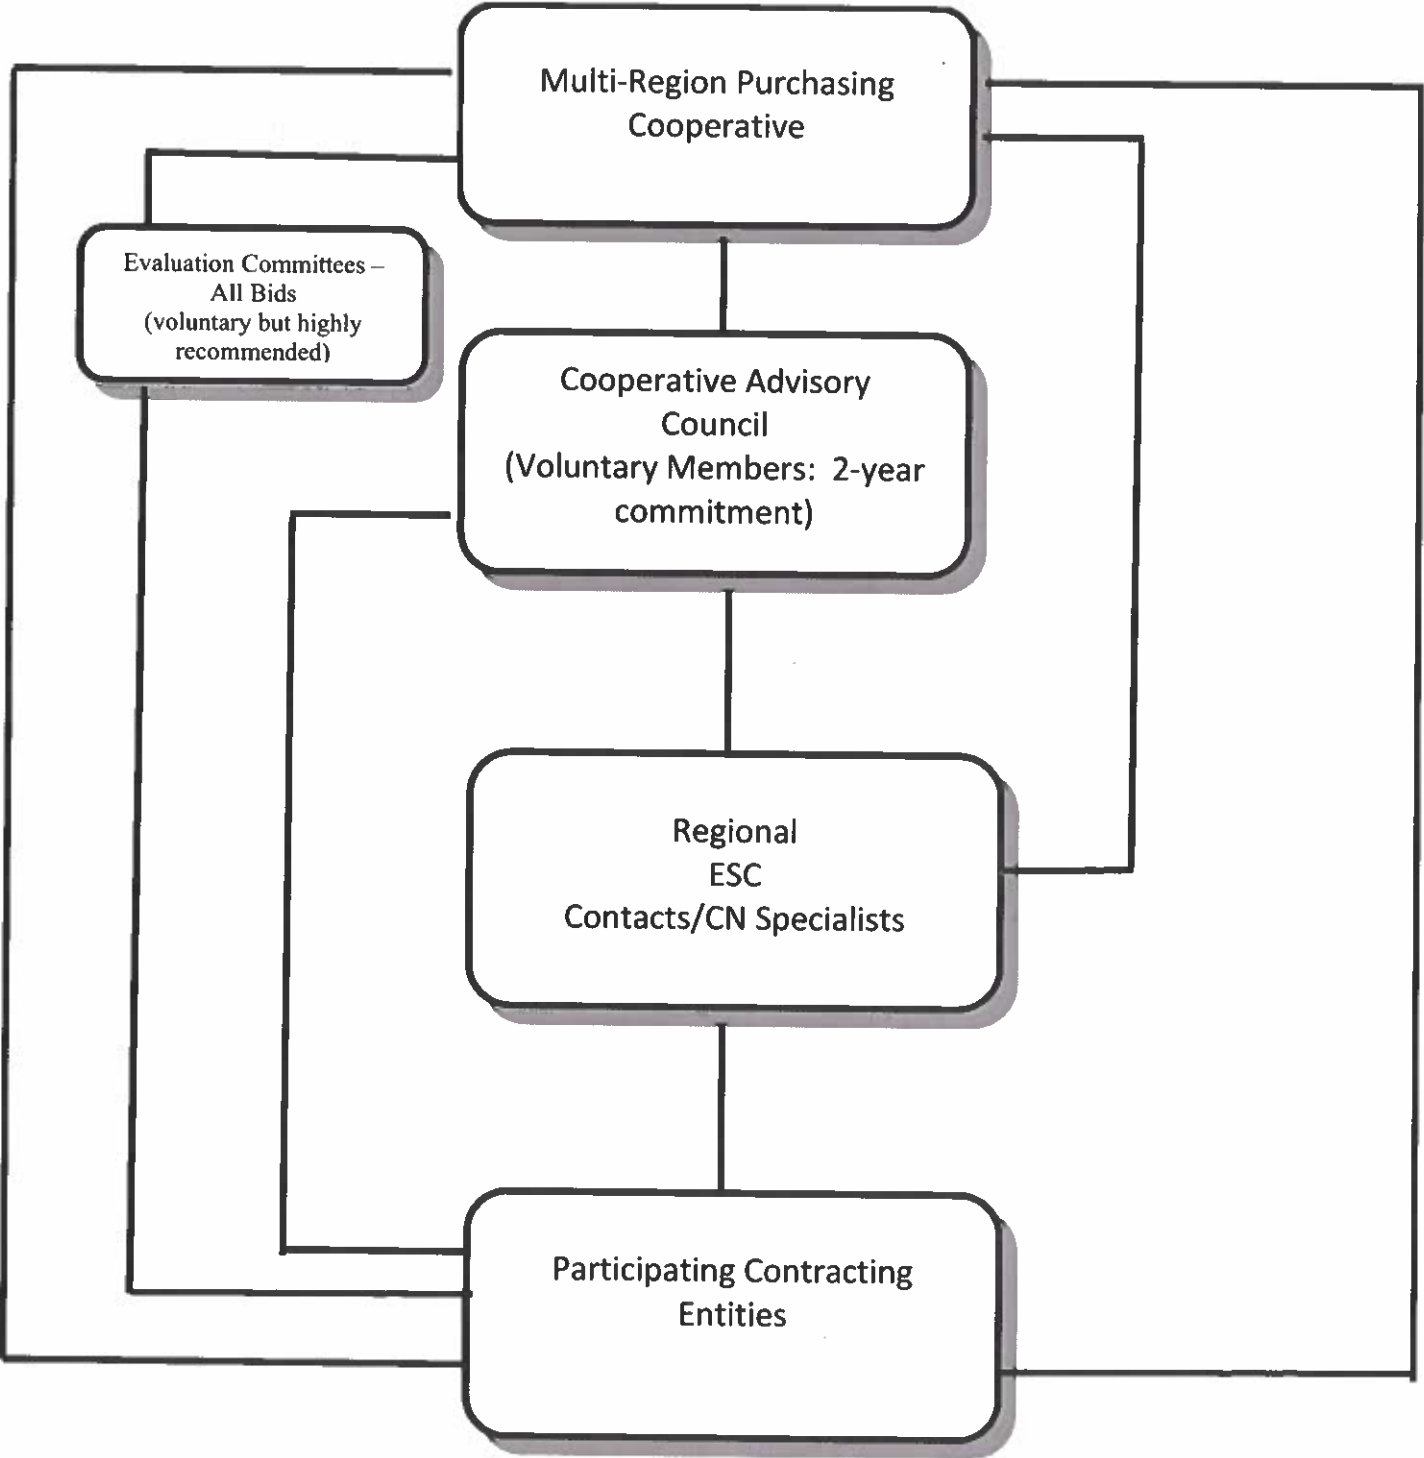 Multi-Region Purchasing
Cooperative
Evaluation Committees –
All Bids
(voluntary but highly
recommended)
Cooperative Advisory
Council
(Voluntary Members:  2-year
commitment)
Regional
ESC
Contacts/CN Specialists
Participating Contracting
Entities